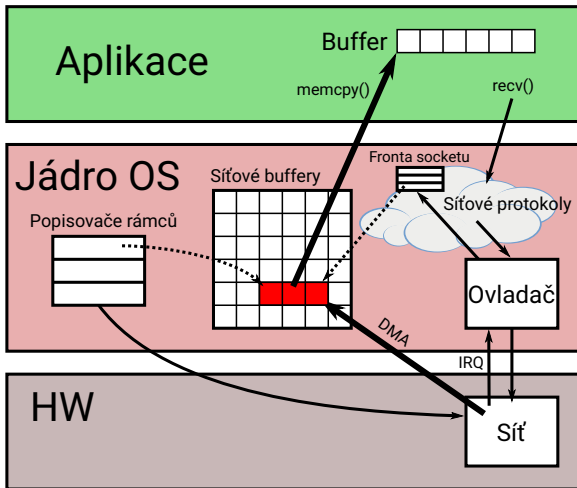 Aplikace
Buffer
memcpy()
recv()
Jádro OS
Síťové buffery
Fronta socketu
Popisovače rámců
Síťové protokoly
Ovladač
DMA
IRQ
HW
Síť